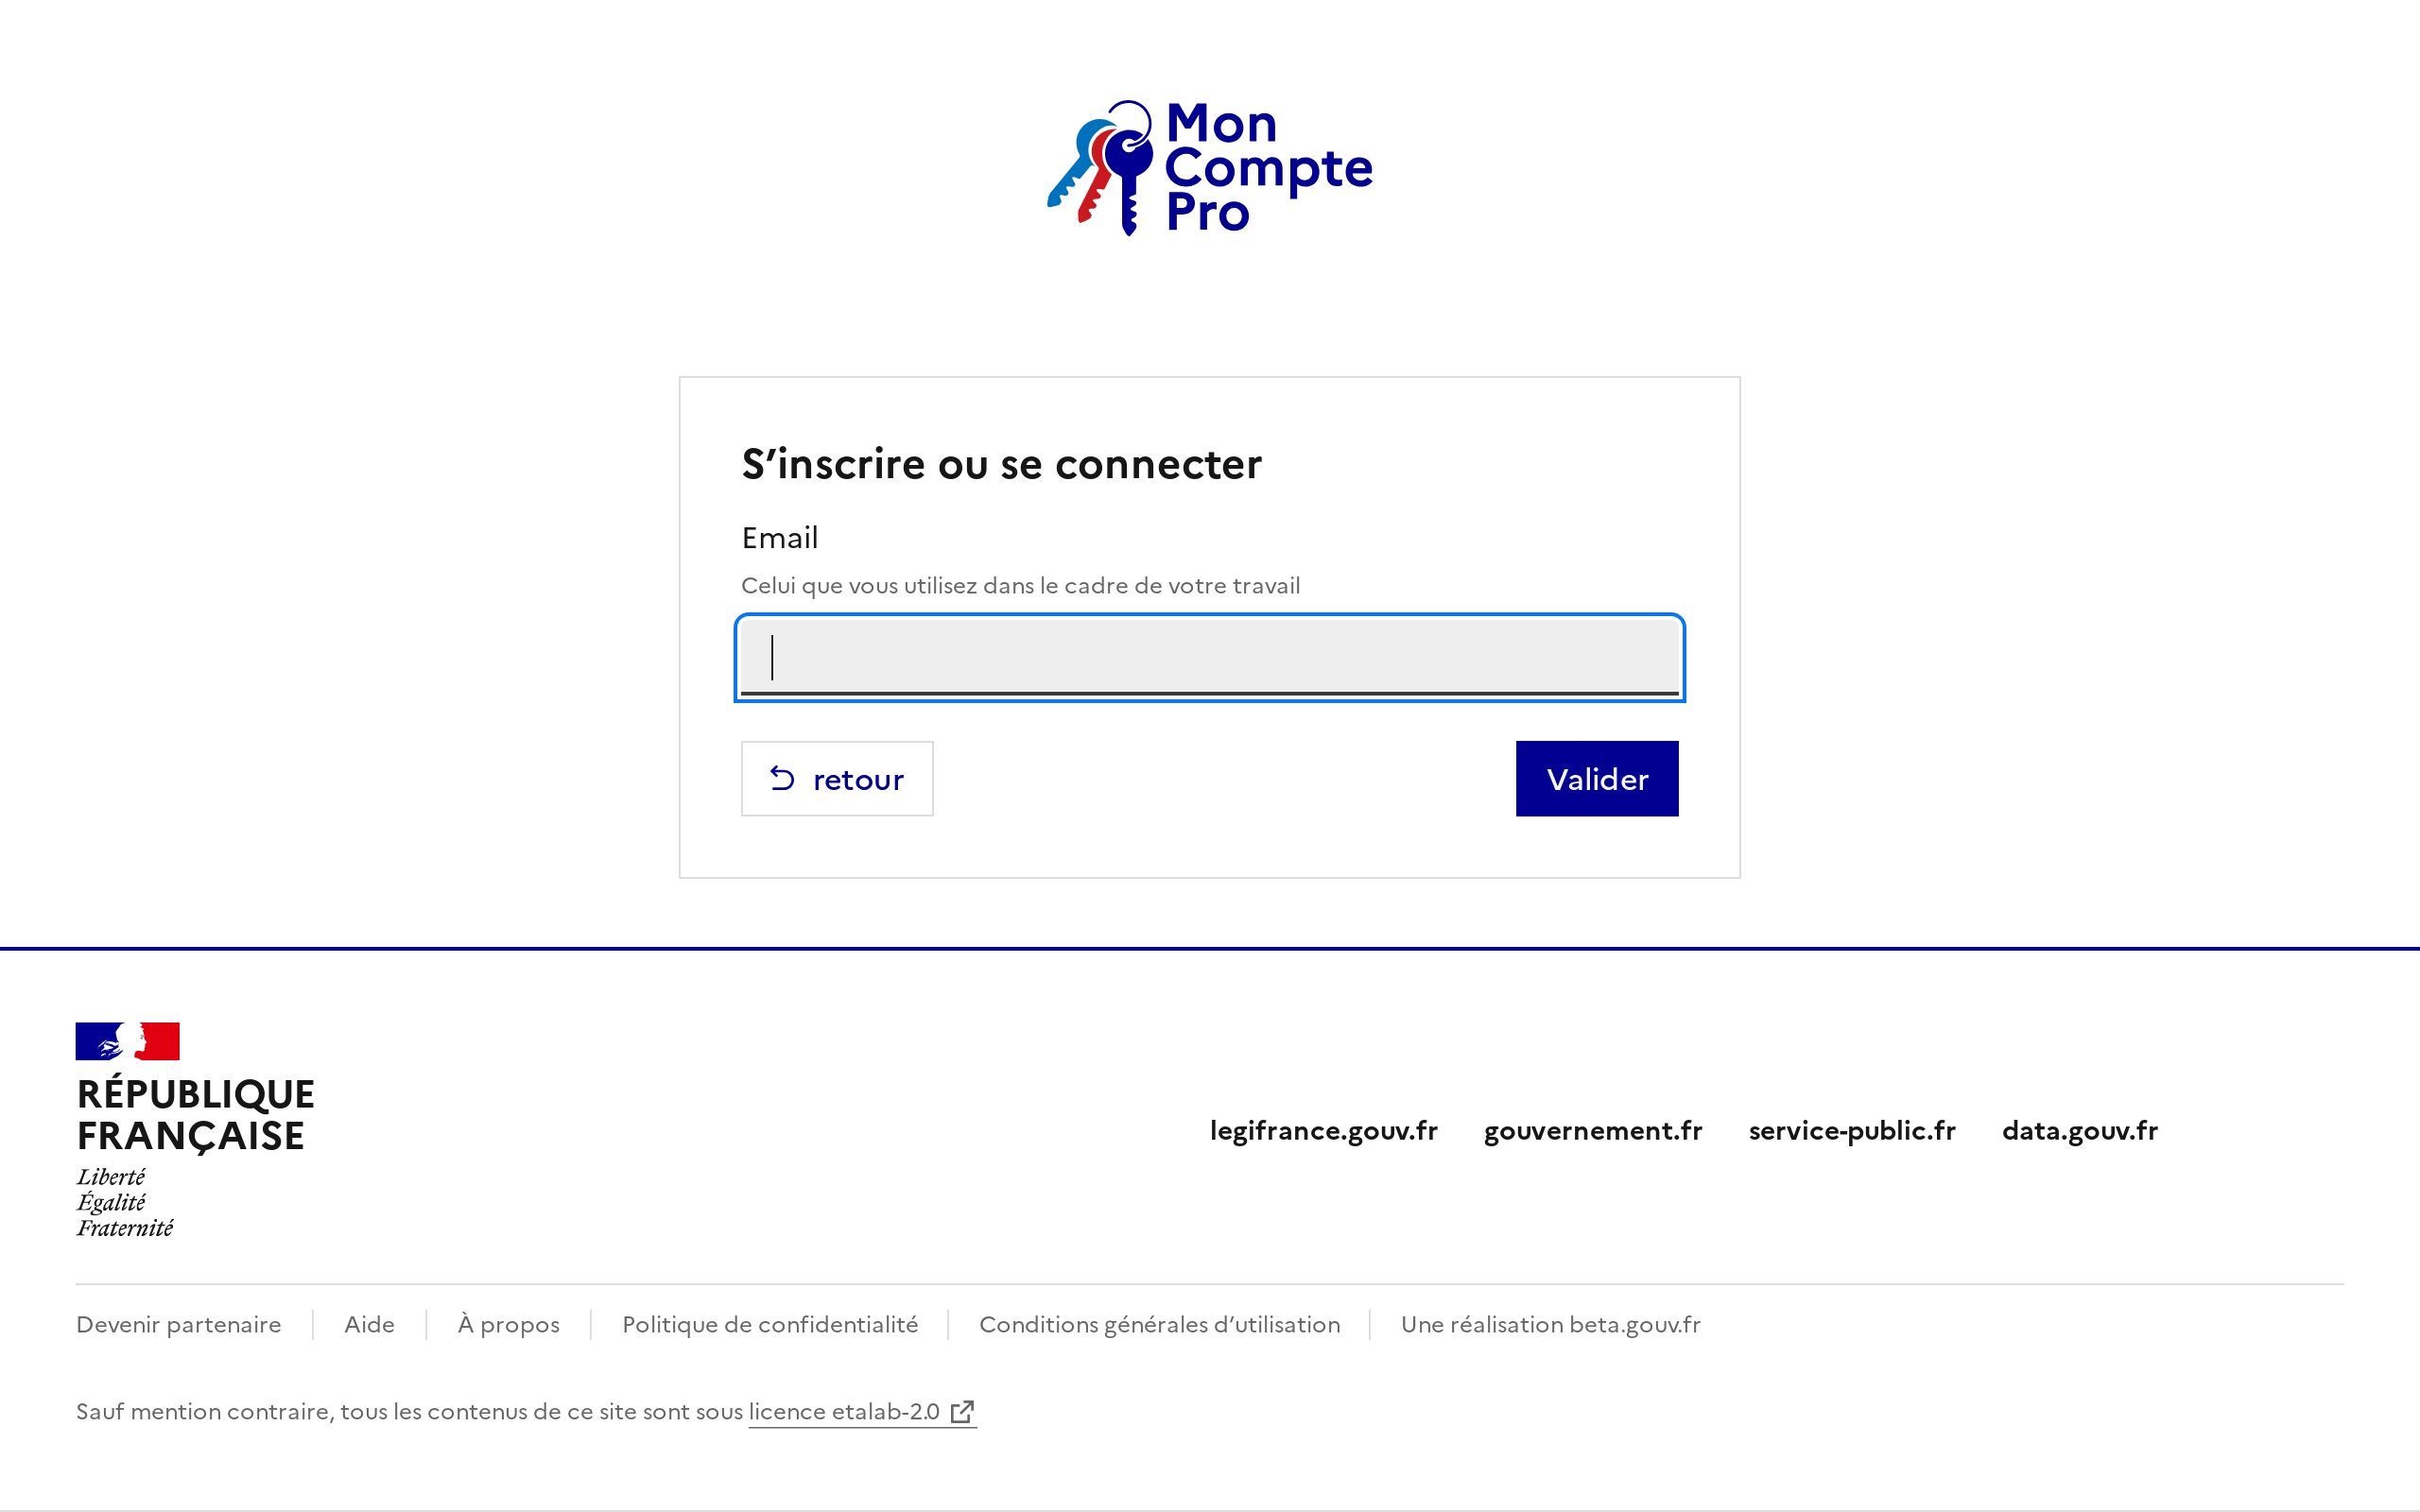 Mon
Compte
Pro
S’inscrire ou se connecter
Email
Celui que vous utilisez dans le cadre de votre travail
retour
Valider
RÉPUBLIQUE
FRANÇAISE
Liberté
Égalité
Fraternité
legifrance.gouv.fr gouvernement.fr service-public.fr data.gouv.fr
Devenir partenaire Aide À propos Politique de confidentialité Conditions générales d’utilisation Une réalisation beta.gouv.fr
Sauf mention contraire, tous les contenus de ce site sont sous licence etalab-2.0